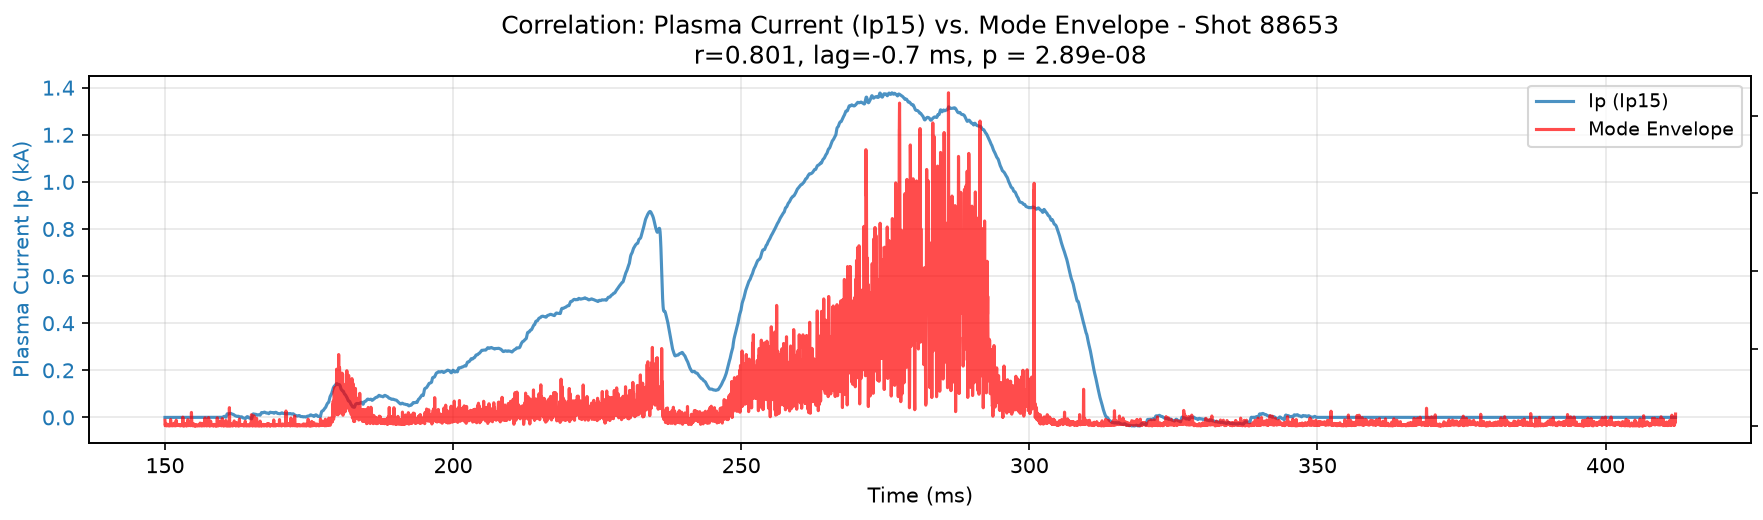 Correlation: Plasma Current (Ip15) vs. Mode Envelope - Shot 88653
r=0.801, lag=-0.7 ms, p = 2.89e-08
Plasma Current Ip (kA)
1.4
1.2
1.0
0.8
0.6
0.4
0.2
0.0
Ip (Ip15)
Mode Envelope
150
200
250
300
350
400
Time (ms)